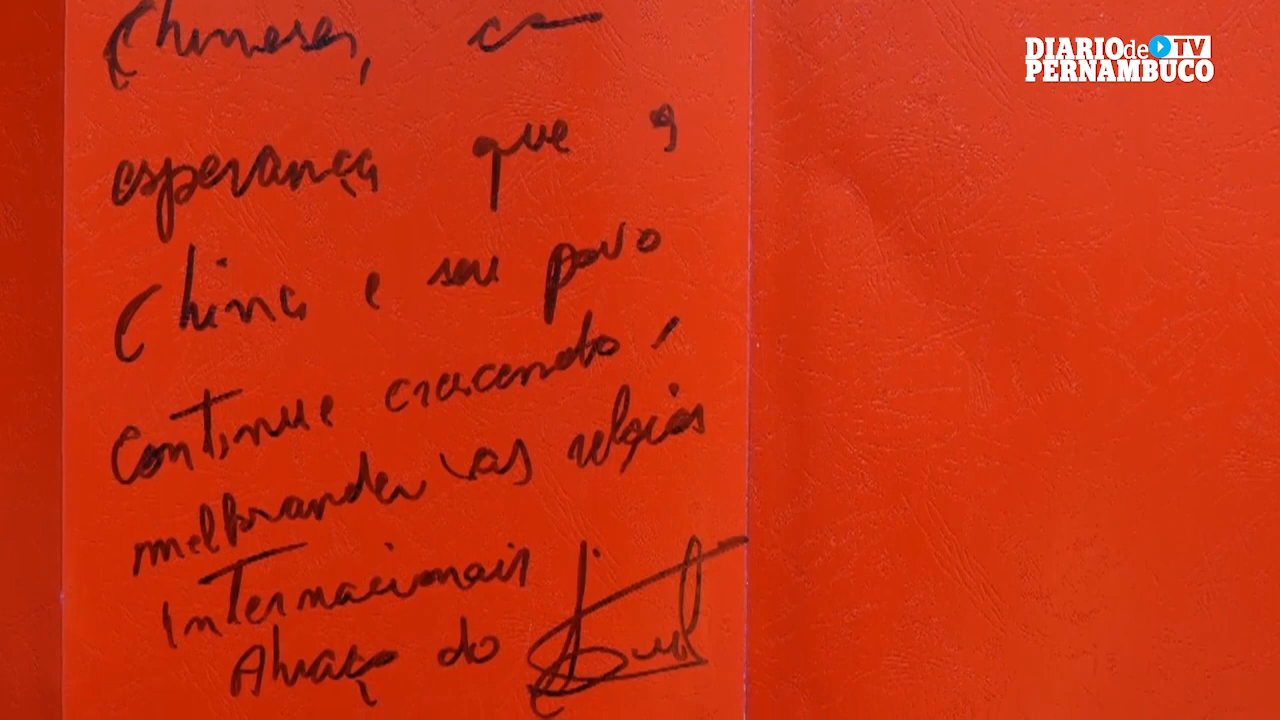 Chineses, c
esperança que a
China e seu povo
continue crescendo,
melhorando as relações
internacionais
Abraço do
DIARIO de TV
PERNAMBUCO